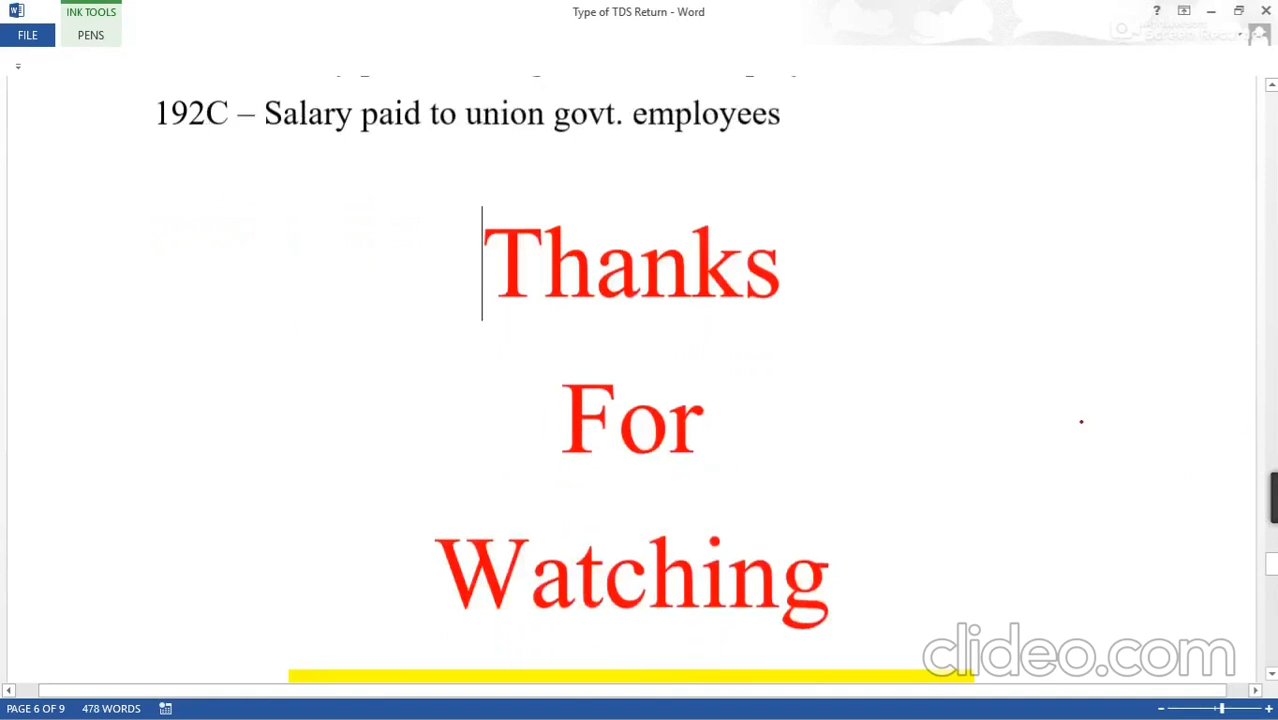 INK TOOLS
Type of TDS Return - Word
?
FILE
PENS
192C – Salary paid to union govt. employees
Thanks
For
Watching
clideo.com
PAGE 6 OF 9
478 WORDS